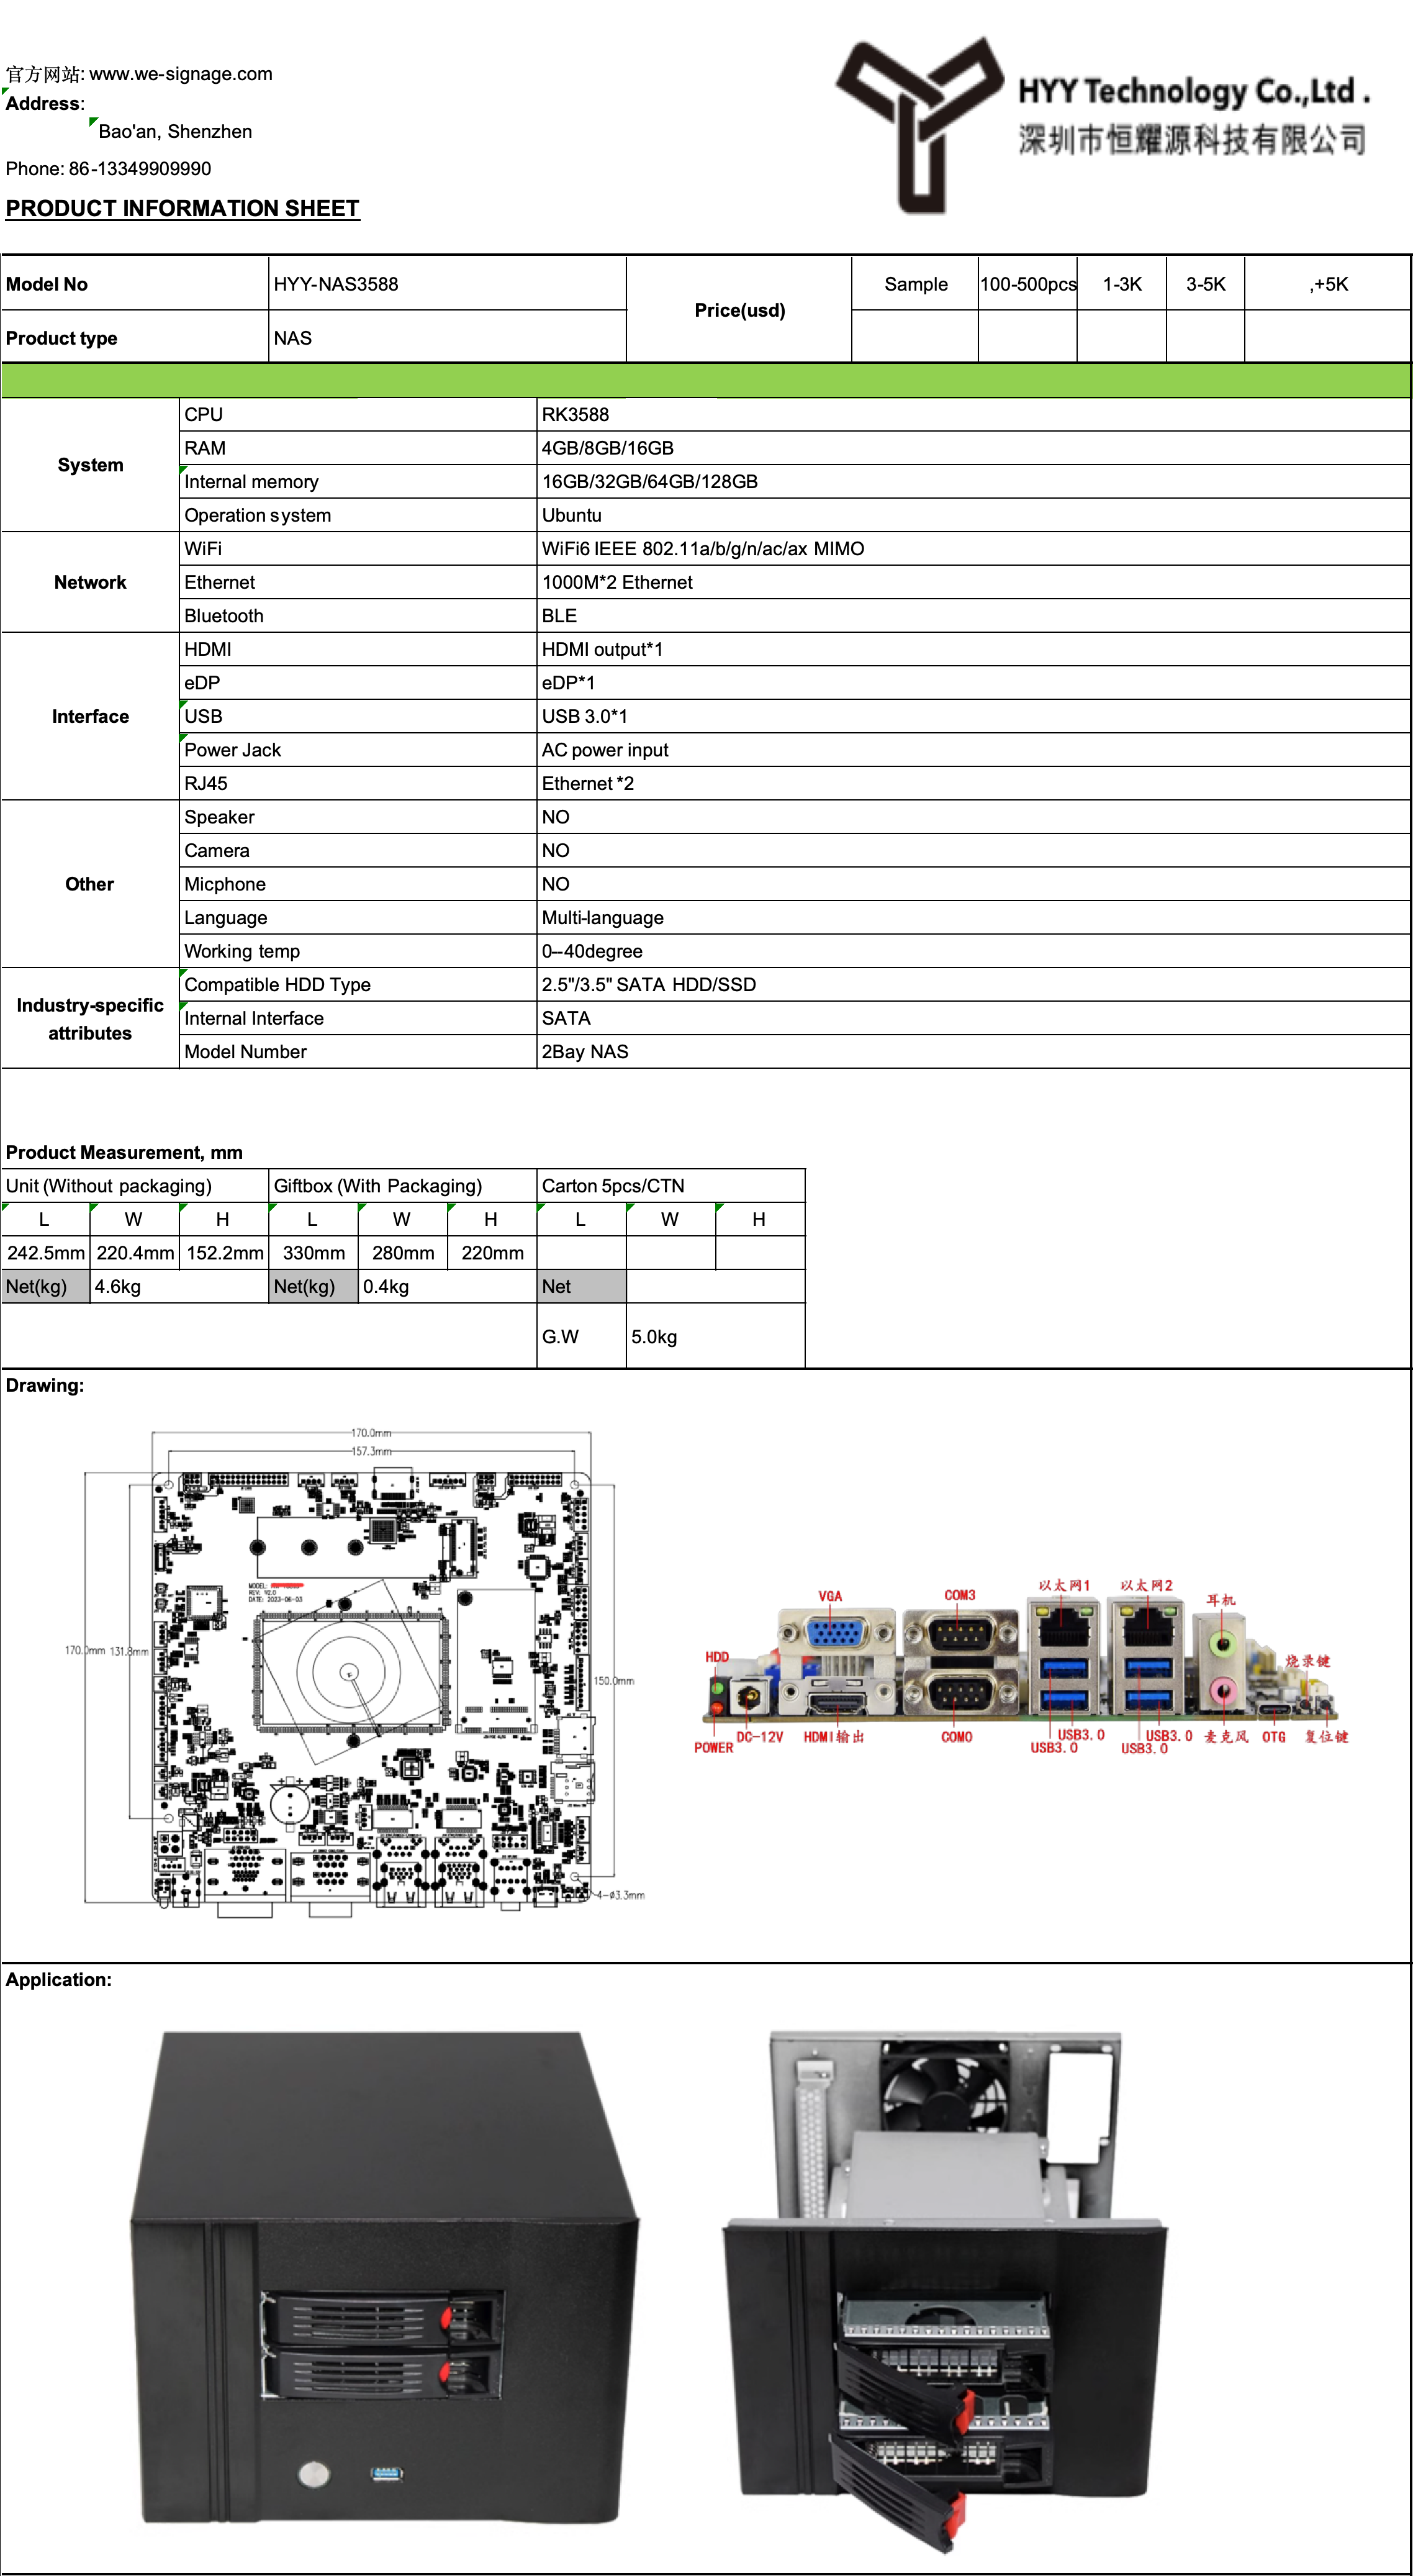 官方网站: www.we-signage.com
Address:
Bao'an, Shenzhen
Phone: 86-13349909990
HYY Technology Co.,Ltd .
深圳市恒耀源科技有限公司
PRODUCT INFORMATION SHEET
Model No HYY-NAS3588 Price(usd) Sample 100-500pcs 1-3K 3-5K ,+5K
Product type NAS
System
CPU RK3588
RAM 4GB/8GB/16GB
Internal memory 16GB/32GB/64GB/128GB
Operation system Ubuntu
Network
WiFi WiFi6 IEEE 802.11a/b/g/n/ac/ax MIMO
Ethernet 1000M*2 Ethernet
Bluetooth BLE
Interface
HDMI HDMI output*1
eDP eDP*1
USB USB 3.0*1
Power Jack AC power input
RJ45 Ethernet *2
Other
Speaker NO
Camera NO
Micphone NO
Language Multi-language
Working temp 0--40degree
Industry-specific
attributes
Compatible HDD Type 2.5"/3.5" SATA HDD/SSD
Internal Interface SATA
Model Number 2Bay NAS
Product Measurement, mm
Unit (Without packaging) Giftbox (With Packaging) Carton 5pcs/CTN
L W H L W H L W H
242.5mm 220.4mm 152.2mm 330mm 280mm 220mm
Net(kg) 4.6kg Net(kg) 0.4kg Net
G.W 5.0kg
Drawing:
170.0mm
157.3mm
MODEL:
REV: V2.0
DATE: 2023-06-03
170.0mm 131.8mm
150.0mm
4-Ø3.3mm
VGA
COM3
以太网1
以太网2
耳机
HDD
烧录键
POWER
DC-12V
HDMI输出
COM0
USB3.0
USB3.0
USB3.0
USB3.0
麦克风
OTG
复位键
Application: